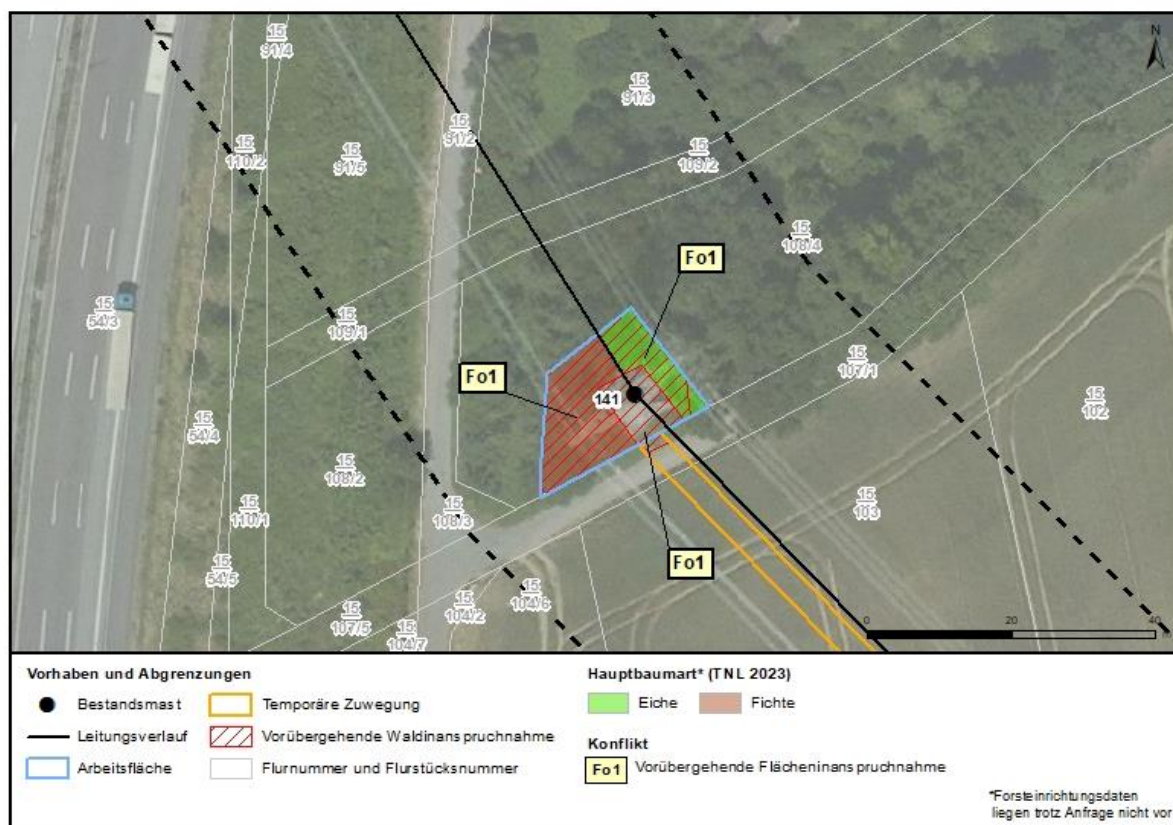 N
15
91/4
15
91/3
15
91/2
15
110/2
15
91/5
15
109/2
15
108/4
15
54/3
15
109/1
Fo1
Fo1
141
15
107/1
15
102
15
54/4
15
108/2
15
110/1
15
108/3
15
103
15
54/5
Fo1
15
107/5
15
104/7
15
104/2
15
104/6
0 20 40
Vorhaben und Abgrenzungen
Bestandsmast
Leitungsverlauf
Arbeitsfläche
Temporäre Zuwegung
Vorübergehende Waldinanspruchnahme
Flurnummer und Flurstücksnummer
Hauptbaumart* (TNL 2023)
Eiche Fichte
Konflikt
Fo1 Vorübergehende Flächeninanspruchnahme
*Forsteinrichtungsdaten
liegen trotz Anfrage nicht vor